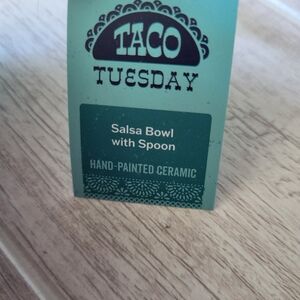 TACO
TUESDAY
Salsa Bowl
with Spoon
HAND-PAINTED CERAMIC